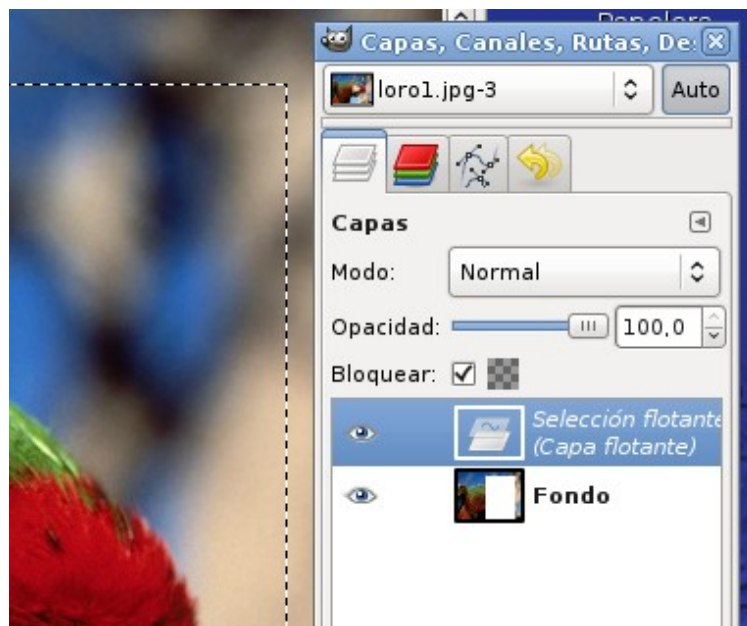 Papelera
Capas, Canales, Rutas, De:
loro1.jpg-3
Auto
Capas
Modo: Normal
Opacidad: 100,0
Bloquear:
Selección flotante
(Capa flotante)
Fondo